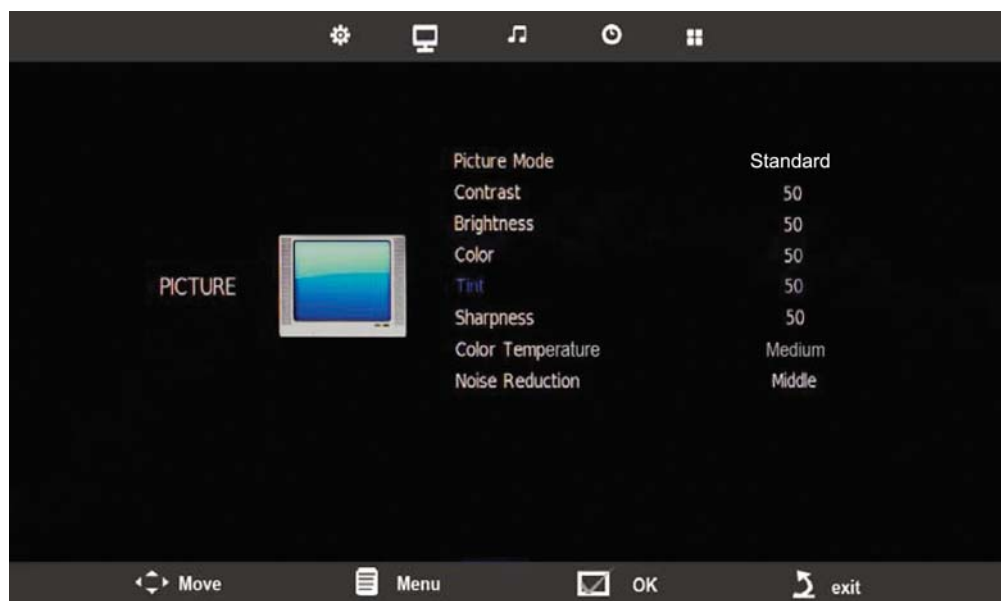 Picture Mode Standard
Contrast 50
Brightness 50
Color 50
PICTURE
Tint 50
Sharpness 50
Color Temperature Medium
Noise Reduction Middle
Move Menu OK exit